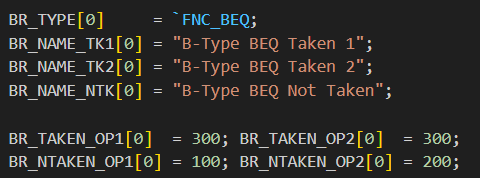 BR_TYPE[0]     = `FNC_BEQ;
BR_NAME_TK1[0] = "B-Type BEQ Taken 1";
BR_NAME_TK2[0] = "B-Type BEQ Taken 2";
BR_NAME_NTK[0] = "B-Type BEQ Not Taken";

BR_TAKEN_OP1[0]  = 300; BR_TAKEN_OP2[0]  = 300;
BR_NTAKEN_OP1[0] = 100; BR_NTAKEN_OP2[0] = 200;